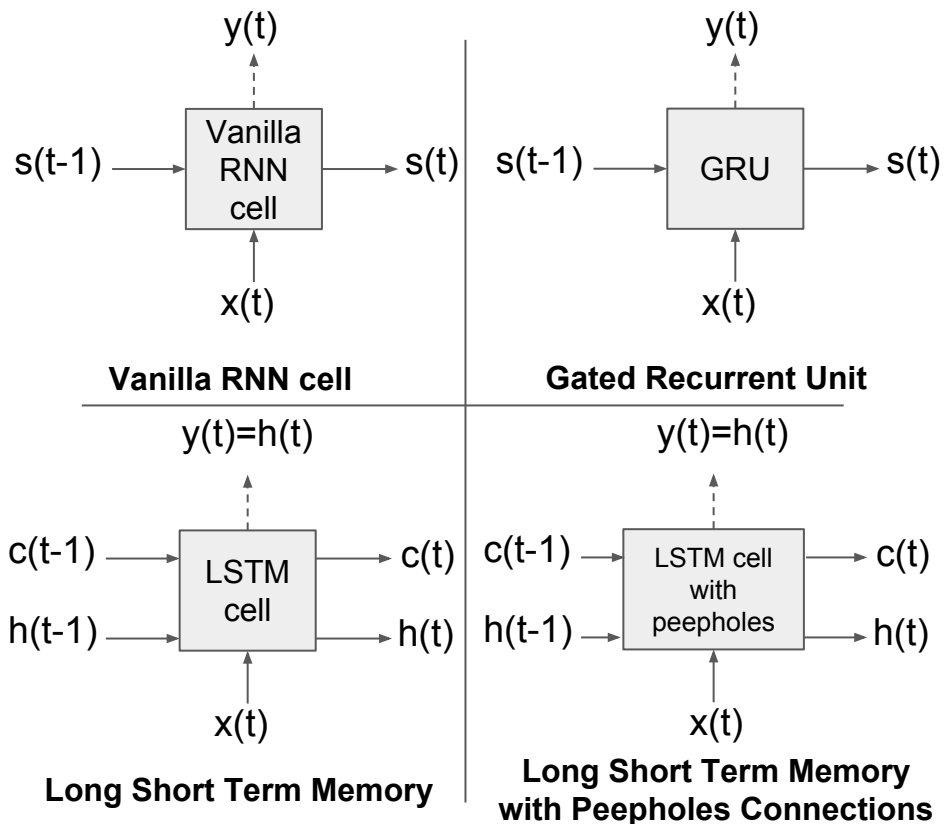 y(t)
s(t-1)
Vanilla
RNN
cell
s(t)
x(t)
Vanilla RNN cell
y(t)
s(t-1)
GRU
s(t)
x(t)
Gated Recurrent Unit
y(t)=h(t)
c(t-1)
h(t-1)
LSTM
cell
c(t)
h(t)
x(t)
Long Short Term Memory
y(t)=h(t)
c(t-1)
h(t-1)
LSTM cell
with
peepholes
c(t)
h(t)
x(t)
Long Short Term Memory
with Peepholes Connections